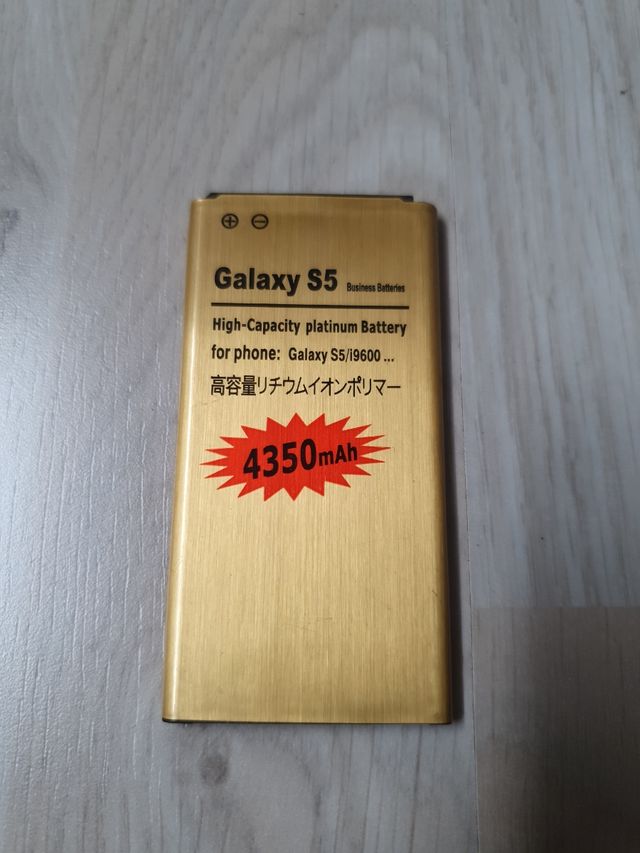 ⊕ ⊖
Galaxy S5 Business Batteries
High-Capacity platinum Battery
for phone: Galaxy S5/i9600 ...
高容量リチウムイオンポリマー
4350mAh